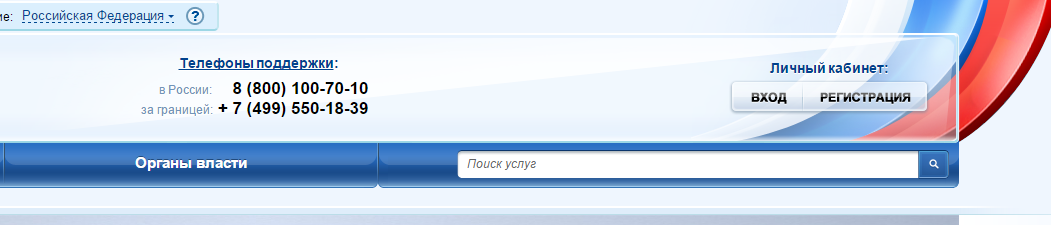 ие: Российская Федерация ?
Телефоны поддержки:
в России: 8 (800) 100-70-10
за границей: + 7 (499) 550-18-39
Личный кабинет:
ВХОД РЕГИСТРАЦИЯ
Органы власти
Поиск услуг